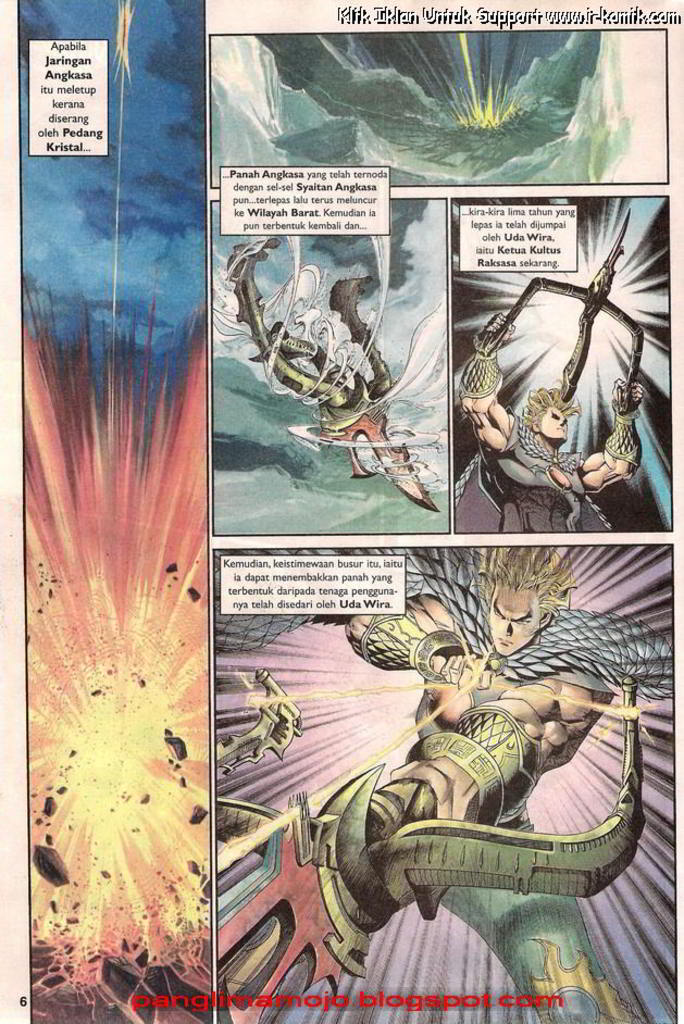 Klik Iklan Untuk Support www.ir-komik.com
Apabila
Jaringan
Angkasa
itu meletup
kerana
diserang
oleh Pedang
Kristal...
...Panah Angkasa yang telah ternoda
dengan sel-sel Syaitan Angkasa
pun...terlepas lalu terus meluncur
ke Wilayah Barat. Kemudian ia
pun terbentuk kembali dan...
...kira-kira lima tahun yang
lepas ia telah dijumpai
oleh Uda Wira,
iaitu Ketua Kultus
Raksasa sekarang.
Kemudian, keistimewaan busur itu, iaitu
ia dapat menembakkan panah yang
terbentuk daripada tenaga pengguna-
nya telah disedari oleh Uda Wira.
6
panglimamojo.blogspot.com